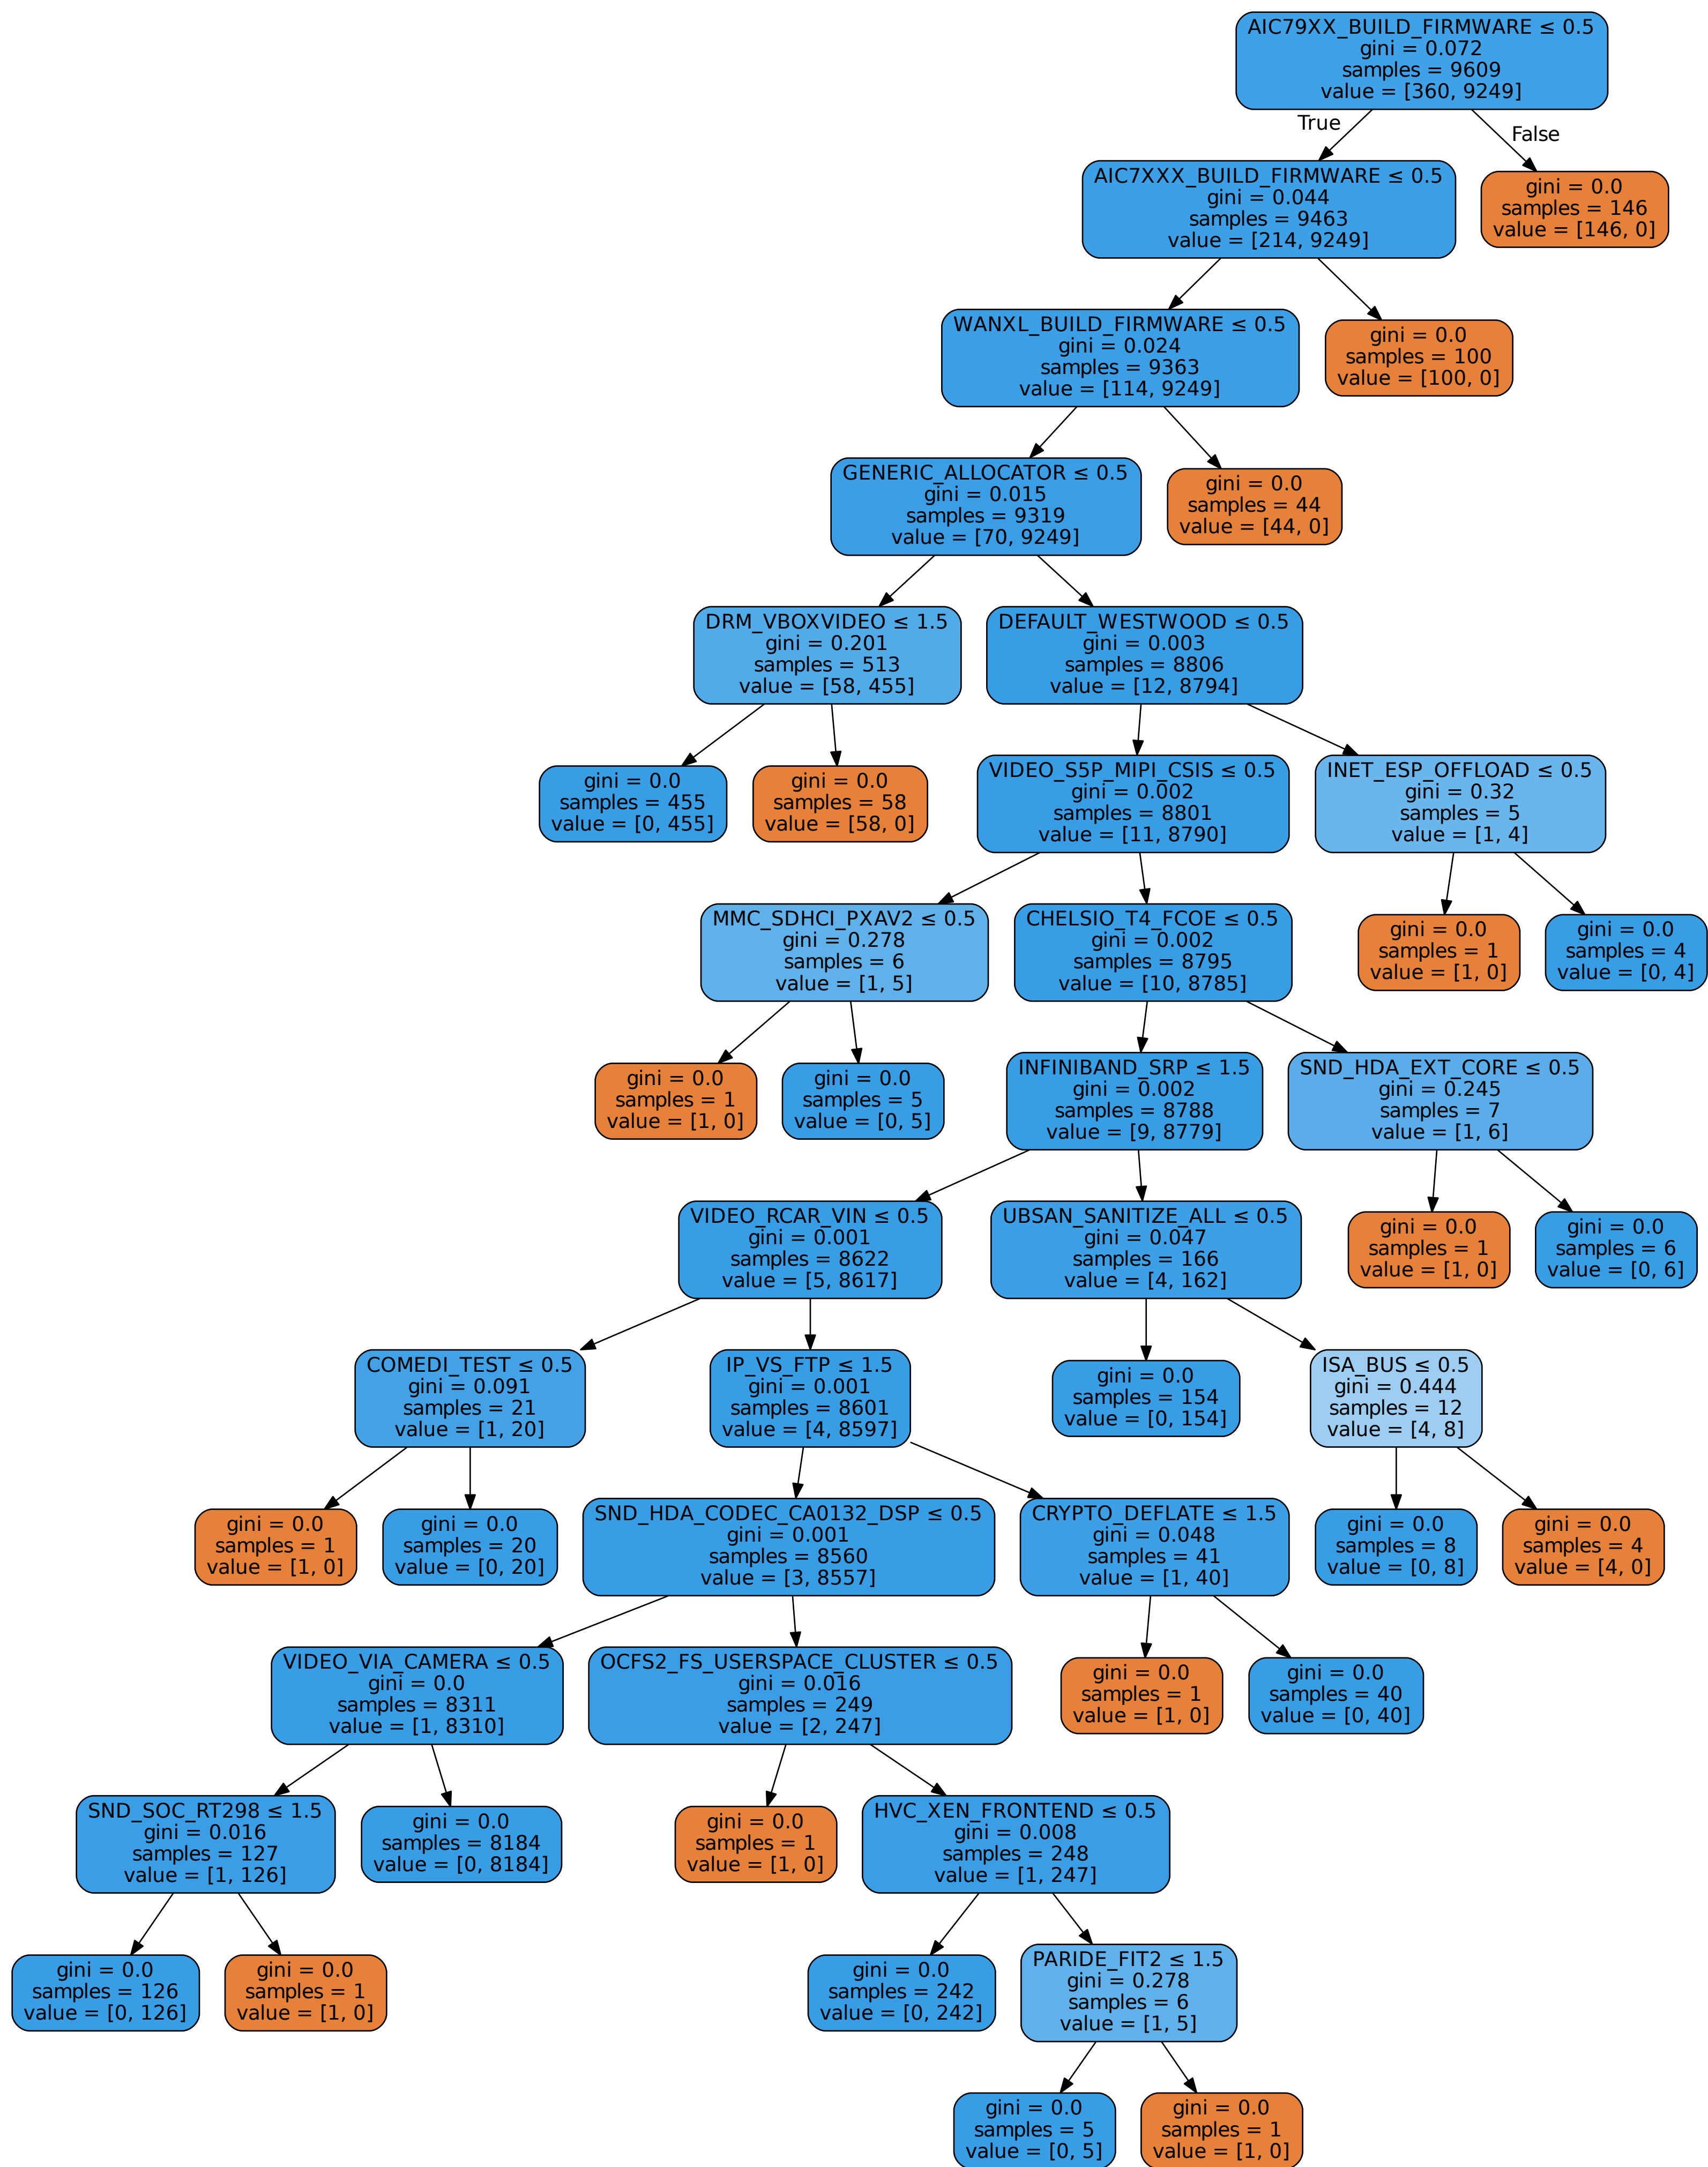 AIC79XX_BUILD_FIRMWARE ≤ 0.5
gini = 0.072
samples = 9609
value = [360, 9249]
True
False
AIC7XXX_BUILD_FIRMWARE ≤ 0.5
gini = 0.044
samples = 9463
value = [214, 9249]
gini = 0.0
samples = 146
value = [146, 0]
WANXL_BUILD_FIRMWARE ≤ 0.5
gini = 0.024
samples = 9363
value = [114, 9249]
gini = 0.0
samples = 100
value = [100, 0]
GENERIC_ALLOCATOR ≤ 0.5
gini = 0.015
samples = 9319
value = [70, 9249]
gini = 0.0
samples = 44
value = [44, 0]
DRM_VBOXVIDEO ≤ 1.5
gini = 0.201
samples = 513
value = [58, 455]
DEFAULT_WESTWOOD ≤ 0.5
gini = 0.003
samples = 8806
value = [12, 8794]
gini = 0.0
samples = 455
value = [0, 455]
gini = 0.0
samples = 58
value = [58, 0]
VIDEO_S5P_MIPI_CSIS ≤ 0.5
gini = 0.002
samples = 8801
value = [11, 8790]
INET_ESP_OFFLOAD ≤ 0.5
gini = 0.32
samples = 5
value = [1, 4]
MMC_SDHCI_PXAV2 ≤ 0.5
gini = 0.278
samples = 6
value = [1, 5]
CHELSIO_T4_FCOE ≤ 0.5
gini = 0.002
samples = 8795
value = [10, 8785]
gini = 0.0
samples = 1
value = [1, 0]
gini = 0.0
samples = 4
value = [0, 4]
gini = 0.0
samples = 1
value = [1, 0]
gini = 0.0
samples = 5
value = [0, 5]
INFINIBAND_SRP ≤ 1.5
gini = 0.002
samples = 8788
value = [9, 8779]
SND_HDA_EXT_CORE ≤ 0.5
gini = 0.245
samples = 7
value = [1, 6]
VIDEO_RCAR_VIN ≤ 0.5
gini = 0.001
samples = 8622
value = [5, 8617]
UBSAN_SANITIZE_ALL ≤ 0.5
gini = 0.047
samples = 166
value = [4, 162]
gini = 0.0
samples = 1
value = [1, 0]
gini = 0.0
samples = 6
value = [0, 6]
COMEDI_TEST ≤ 0.5
gini = 0.091
samples = 21
value = [1, 20]
IP_VS_FTP ≤ 1.5
gini = 0.001
samples = 8601
value = [4, 8597]
gini = 0.0
samples = 154
value = [0, 154]
ISA_BUS ≤ 0.5
gini = 0.444
samples = 12
value = [4, 8]
gini = 0.0
samples = 1
value = [1, 0]
gini = 0.0
samples = 20
value = [0, 20]
SND_HDA_CODEC_CA0132_DSP ≤ 0.5
gini = 0.001
samples = 8560
value = [3, 8557]
CRYPTO_DEFLATE ≤ 1.5
gini = 0.048
samples = 41
value = [1, 40]
gini = 0.0
samples = 8
value = [0, 8]
gini = 0.0
samples = 4
value = [4, 0]
VIDEO_VIA_CAMERA ≤ 0.5
gini = 0.0
samples = 8311
value = [1, 8310]
OCFS2_FS_USERSPACE_CLUSTER ≤ 0.5
gini = 0.016
samples = 249
value = [2, 247]
gini = 0.0
samples = 1
value = [1, 0]
gini = 0.0
samples = 40
value = [0, 40]
SND_SOC_RT298 ≤ 1.5
gini = 0.016
samples = 127
value = [1, 126]
gini = 0.0
samples = 8184
value = [0, 8184]
gini = 0.0
samples = 1
value = [1, 0]
HVC_XEN_FRONTEND ≤ 0.5
gini = 0.008
samples = 248
value = [1, 247]
gini = 0.0
samples = 126
value = [0, 126]
gini = 0.0
samples = 1
value = [1, 0]
gini = 0.0
samples = 242
value = [0, 242]
PARIDE_FIT2 ≤ 1.5
gini = 0.278
samples = 6
value = [1, 5]
gini = 0.0
samples = 5
value = [0, 5]
gini = 0.0
samples = 1
value = [1, 0]